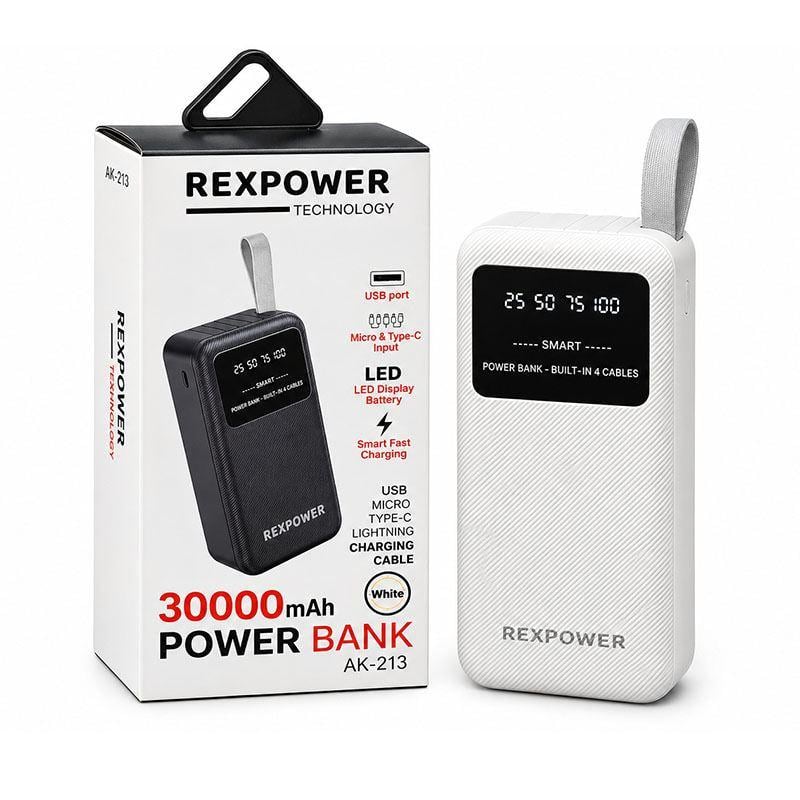 AK-213
REXPOWER
TECHNOLOGY
REXPOWER
TEXHNOLOGY
USB port
Micro & Type-C
Input
LED
LED Display
Battery
Smart Fast
Charging
25 50 75 100
----- SMART -----
POWER BANK - BUILT-IN 4 CABLES
REXPOWER
USB
MICRO
TYPE-C
LIGHTNING
CHARGING
CABLE
White
30000mAh
POWER BANK
AK-213
25 50 75 100
----- SMART -----
POWER BANK - BUILT-IN 4 CABLES
REXPOWER